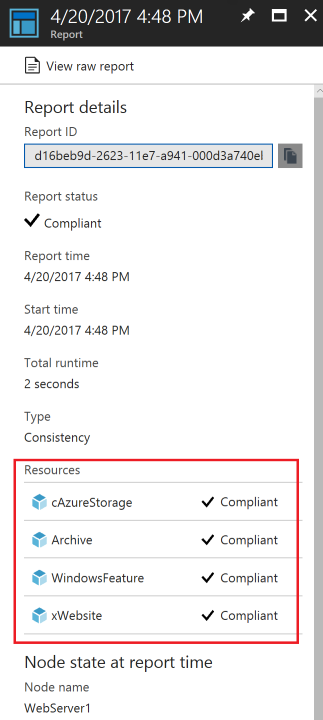 4/20/2017 4:48 PM
Report
View raw report
Report details
Report ID
d16beb9d-2623-11e7-a941-000d3a740el
Report status
Compliant
Report time
4/20/2017 4:48 PM
Start time
4/20/2017 4:48 PM
Total runtime
2 seconds
Type
Consistency
Resources
cAzureStorage Compliant
Archive Compliant
WindowsFeature Compliant
xWebsite Compliant
Node state at report time
Node name
WebServer1